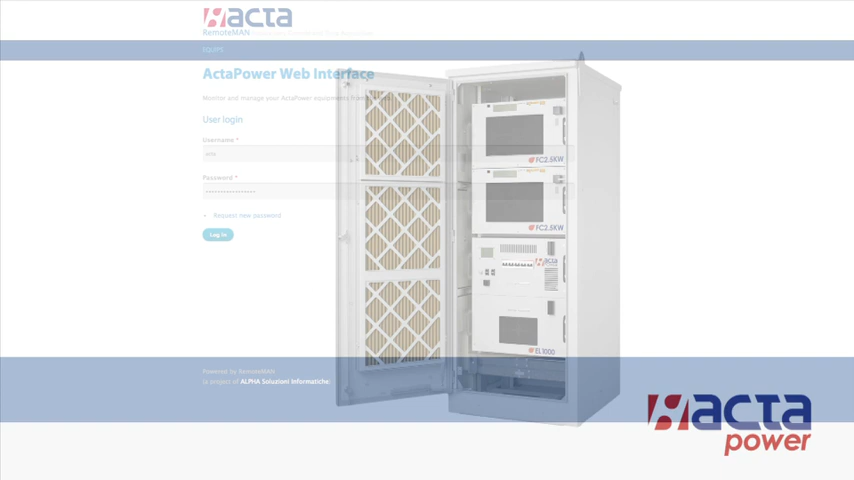 acta
RemoteMAN
EQUIPS
ActaPower Web Interface
Monitor and manage your ActaPower equipments from
User login
Username *
Password *
Request new password
Log in
FC2.5KW
FC2.5KW
acta
EL1000
Powered by RemoteMAN
is project of ALPHA Soluzioni Informatiche.
acta
power